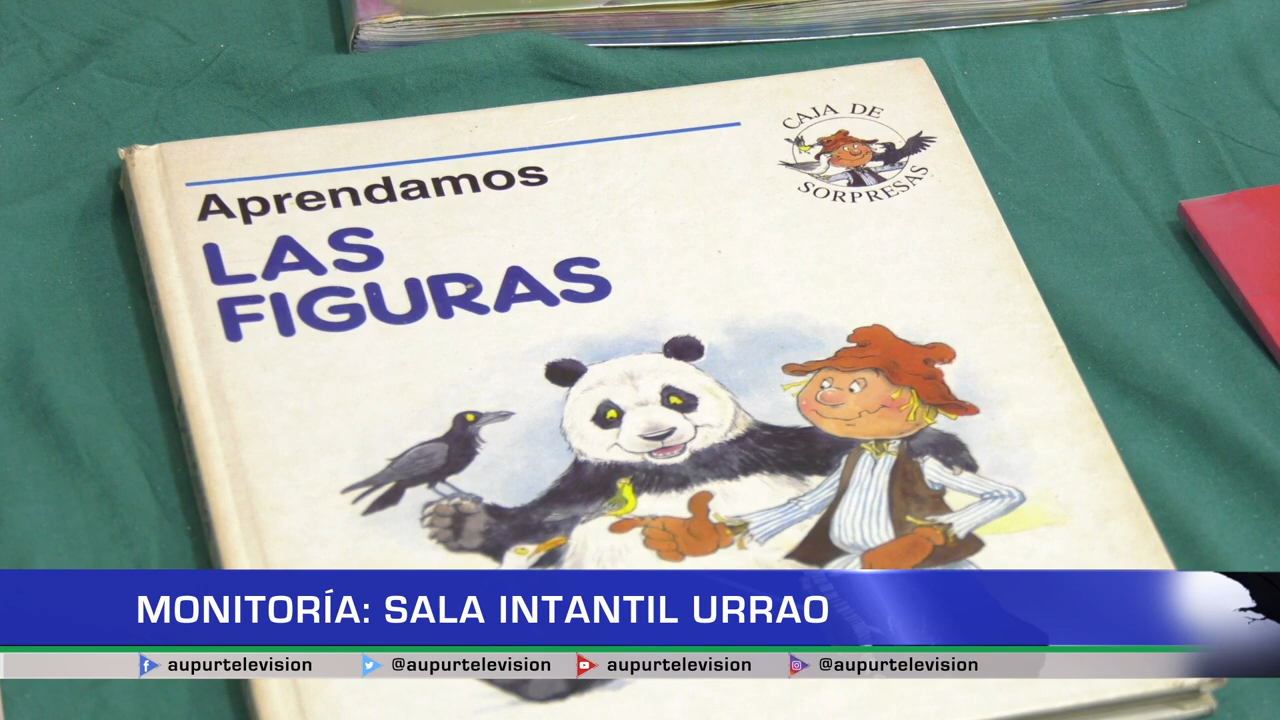 CAJA DE
SORPRESAS
Aprendamos
LAS
FIGURAS
MONITORÍA: SALA INTANTIL URRAO
aupurtelevision @aupurtelevision aupurtelevision @aupurtelevision